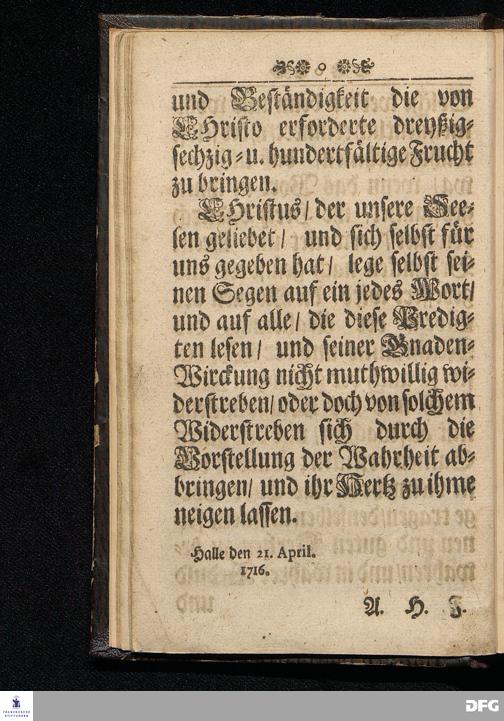 und Beständigkeit die von
CHristo erforderte dreyßig-
sechzig-u. hundertfältige Frucht
zu bringen.
CHristus/ der unsere See-
len geliebet/ und sich selbst für
uns gegeben hat/ lege selbst sei-
nen Segen auf ein jedes Wort/
und auf alle/ die diese Predig-
ten lesen/ und seiner Gnaden-
Wirckung nicht muthwillig wi-
derstreben/ oder doch von solchem
Widerstreben sich durch die
Vorstellung der Wahrheit ab-
bringen/ und ihr Hertz zu ihme
neigen lassen.
Halle den 21. April.
1716.
A. H. F.
FRANCKESCHE
STIFTUNGEN
DFG